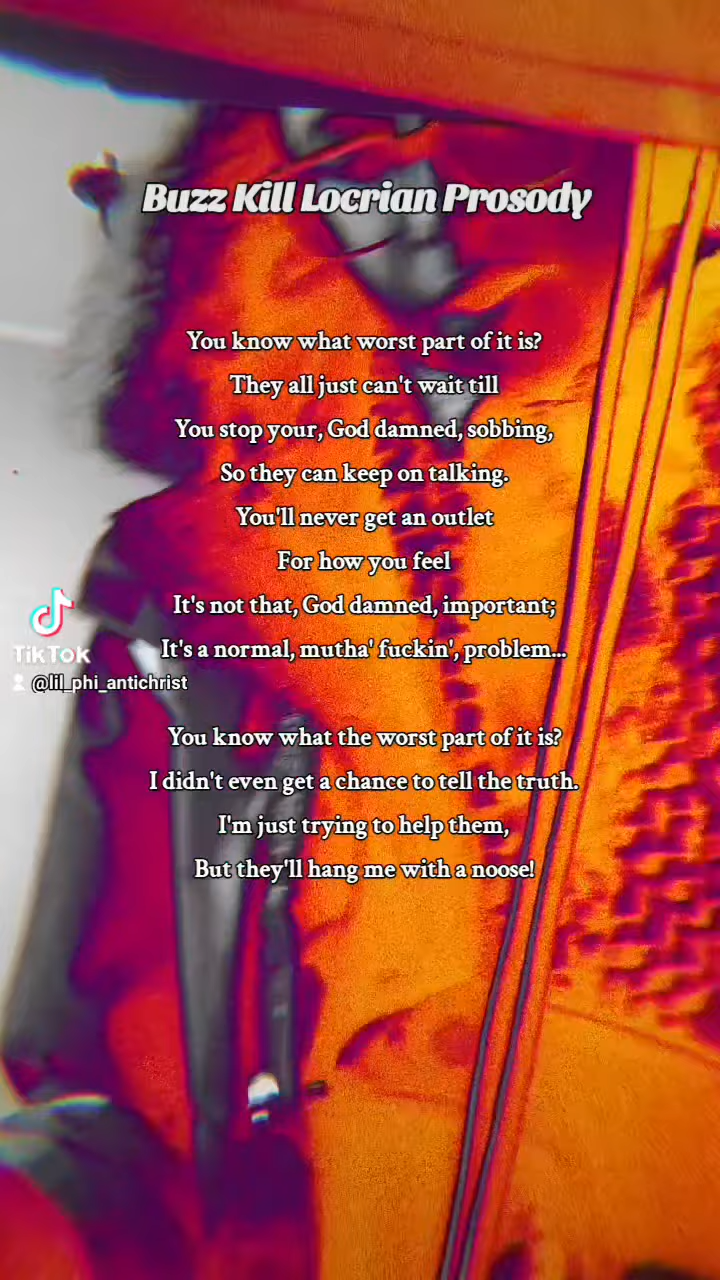 Buzz Kill Locrian Prosody
You know what worst part of it is?
They all just can't wait till
You stop your, God damned, sobbing,
So they can keep on talking.
You'll never get an outlet
For how you feel
It's not that, God damned, important;
It's a normal, mutha' fuckin', problem...
You know what the worst part of it is?
I didn't even get a chance to tell the truth.
I'm just trying to help them,
But they'll hang me with a noose!
TikTok
@lil_phi_antichrist